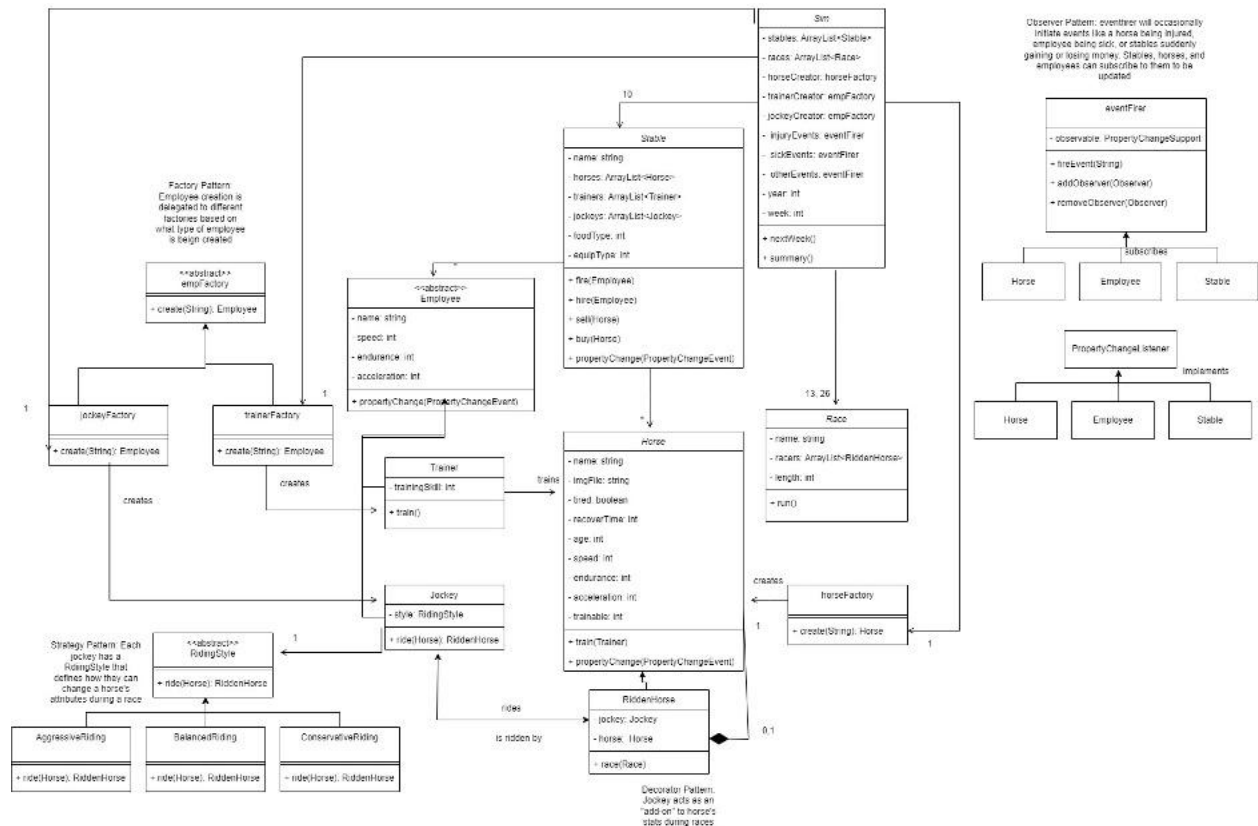 Sim
- stables: ArrayList<Stable>
- races: ArrayList<Race>
- horseCreator: horseFactory
- trainerCreator: empFactory
- jockeyCreator: empFactory
- injuryEvents: eventFirer
- sickEvents: eventFirer
- otherEvents: eventFirer
- year: int
- week: int
+ nextWeek()
+ summary()
Observer Pattern: eventfirer will occasionally
initiate events like a horse being injured,
employee being sick, or stables suddenly
gaining or losing money. Stables, horses, and
employees can subscribe to them to be
updated
eventFirer
- observable: PropertyChangeSupport
+ fireEvent(String)
+ addObserver(Observer)
+ removeObserver(Observer)
subscribes
Horse
Employee
Stable
PropertyChangeListener
implements
Horse
Employee
Stable
10
Stable
- name: string
- horses: ArrayList<Horse>
- trainers: ArrayList<Trainer>
- jockeys: ArrayList<Jockey>
- foodType: int
- equipType: int
+ fire(Employee)
+ hire(Employee)
+ sell(Horse)
+ buy(Horse)
+ propertyChange(PropertyChangeEvent)
Factory Pattern:
Employee creation is
delegated to different
factories based on
what type of employee
is beign created
<<abstract>>
empFactory
+ create(String): Employee
*
<<abstract>>
Employee
- name: string
- speed: int
- endurance: int
- acceleration: int
+ propertyChange(PropertyChangeEvent)
1
jockeyFactory
+ create(String): Employee
1
trainerFactory
+ create(String): Employee
creates
creates
Trainer
- trainingSkill: int
+ train()
trains
*
Horse
- name: string
- imgFile: string
- tired: boolean
- recoverTime: int
- age: int
- speed: int
- endurance: int
- acceleration: int
- trainable: int
+ train(Trainer)
+ propertyChange(PropertyChangeEvent)
13, 26
Race
- name: string
- racers: ArrayList<RiddenHorse>
- length: int
+ run()
creates
1
horseFactory
+ create(String): Horse
1
Jockey
- style: RidingStyle
+ ride(Horse): RiddenHorse
1
Strategy Pattern: Each
jockey has a
RidingStyle that
defines how they can
change a horse's
attributes during a race
<<abstract>>
RidingStyle
+ ride(Horse): RiddenHorse
AggressiveRiding
+ ride(Horse): RiddenHorse
BalancedRiding
+ ride(Horse): RiddenHorse
ConservativeRiding
+ ride(Horse): RiddenHorse
rides
is ridden by
RiddenHorse
- jockey: Jockey
- horse: Horse
+ race(Race)
0,1
Decorator Pattern:
Jockey acts as an
"add-on" to horse's
stats during races